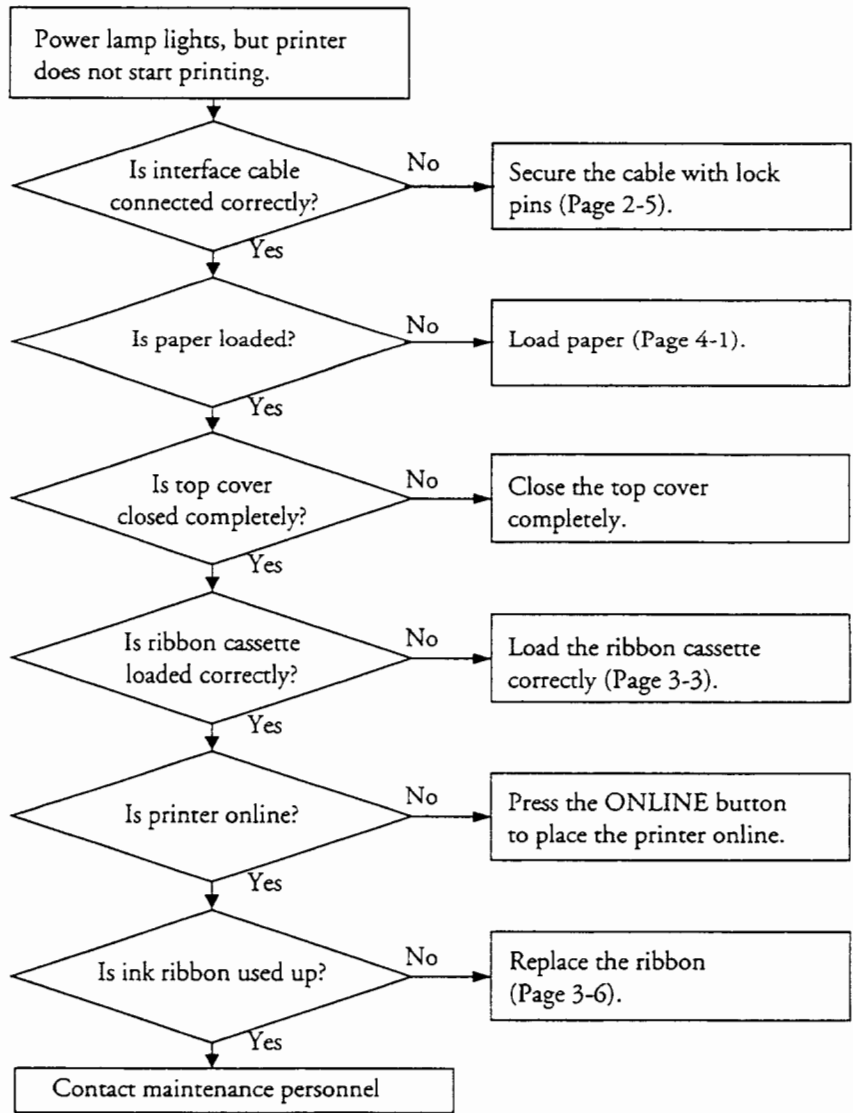 Power lamp lights, but printer
does not start printing.
Is interface cable
connected correctly?
No
Secure the cable with lock
pins (Page 2-5).
Yes
Is paper loaded?
No
Load paper (Page 4-1).
Yes
Is top cover
closed completely?
No
Close the top cover
completely.
Yes
Is ribbon cassette
loaded correctly?
No
Load the ribbon cassette
correctly (Page 3-3).
Yes
Is printer online?
No
Press the ONLINE button
to place the printer online.
Yes
Is ink ribbon used up?
No
Replace the ribbon
(Page 3-6).
Yes
Contact maintenance personnel